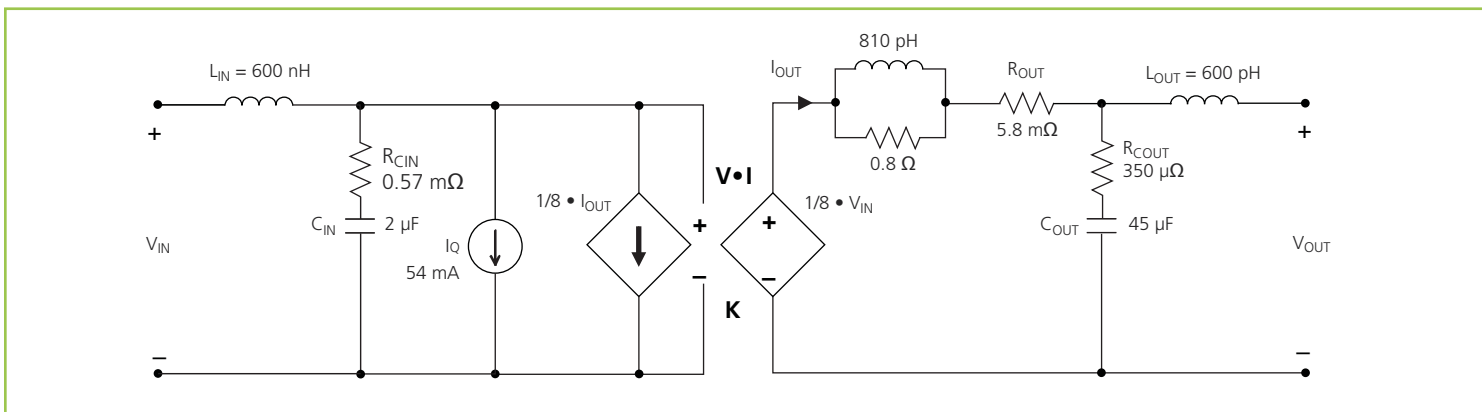 L_IN = 600 nH
+
V_IN
−
R_CIN
0.57 mΩ
C_IN 2 µF
I_Q
54 mA
1/8 • I_OUT
V•I
+
−
K
+
−
1/8 • V_IN
I_OUT
810 pH
0.8 Ω
R_OUT
5.8 mΩ
L_OUT = 600 pH
R_COUT
350 µΩ
C_OUT 45 µF
+
V_OUT
−